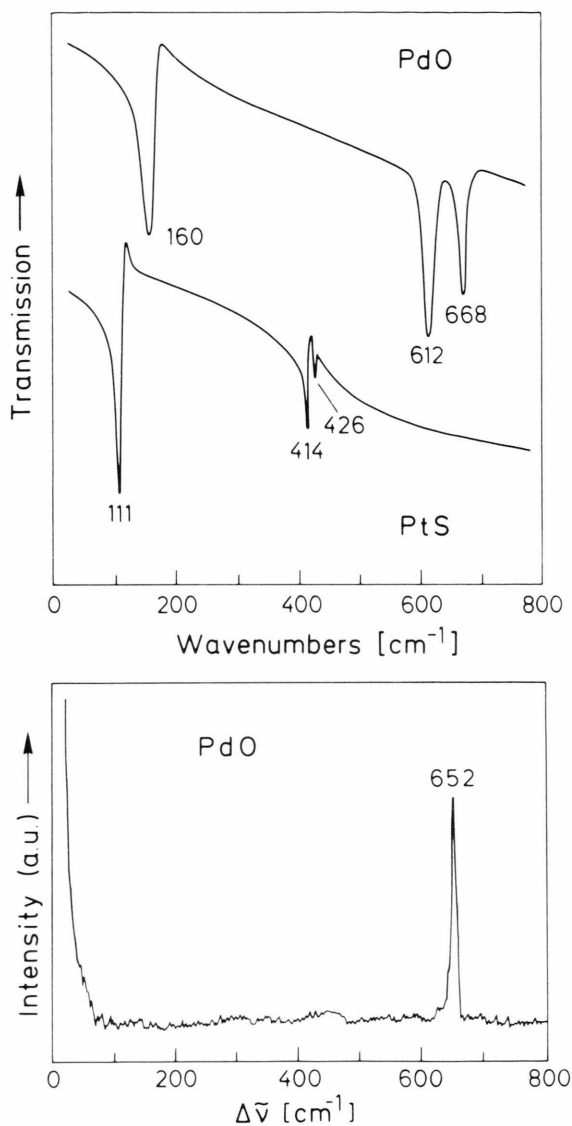 PdO
Transmission →
160
668
612
426
414
111
PtS
0 200 400 600 800
Wavenumbers [cm⁻¹]
PdO
652
Intensity (a.u.) →
0 200 400 600 800
Δṽ [cm⁻¹]